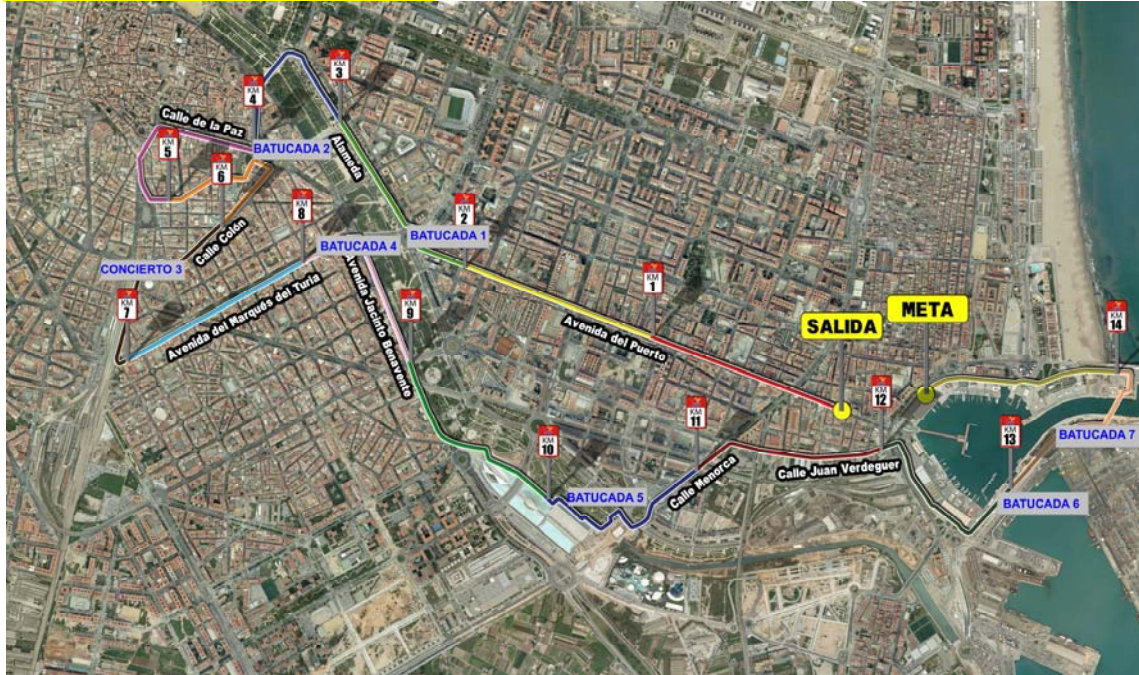 KM 3
KM 4
Calle de la Paz
KM 5
BATUCADA 2
Alameda
KM 6
KM 8
KM 2
BATUCADA 1
BATUCADA 4
Calle Colón
CONCIERTO 3
KM 1
KM 7
Avenida del Marqués del Turia
Avenida Jacinto Benavente
KM 9
Avenida del Puerto
SALIDA
META
KM 14
KM 12
KM 11
KM 10
KM 13
BATUCADA 7
Calle Menorca
Calle Juan Verdeguer
BATUCADA 5
BATUCADA 6